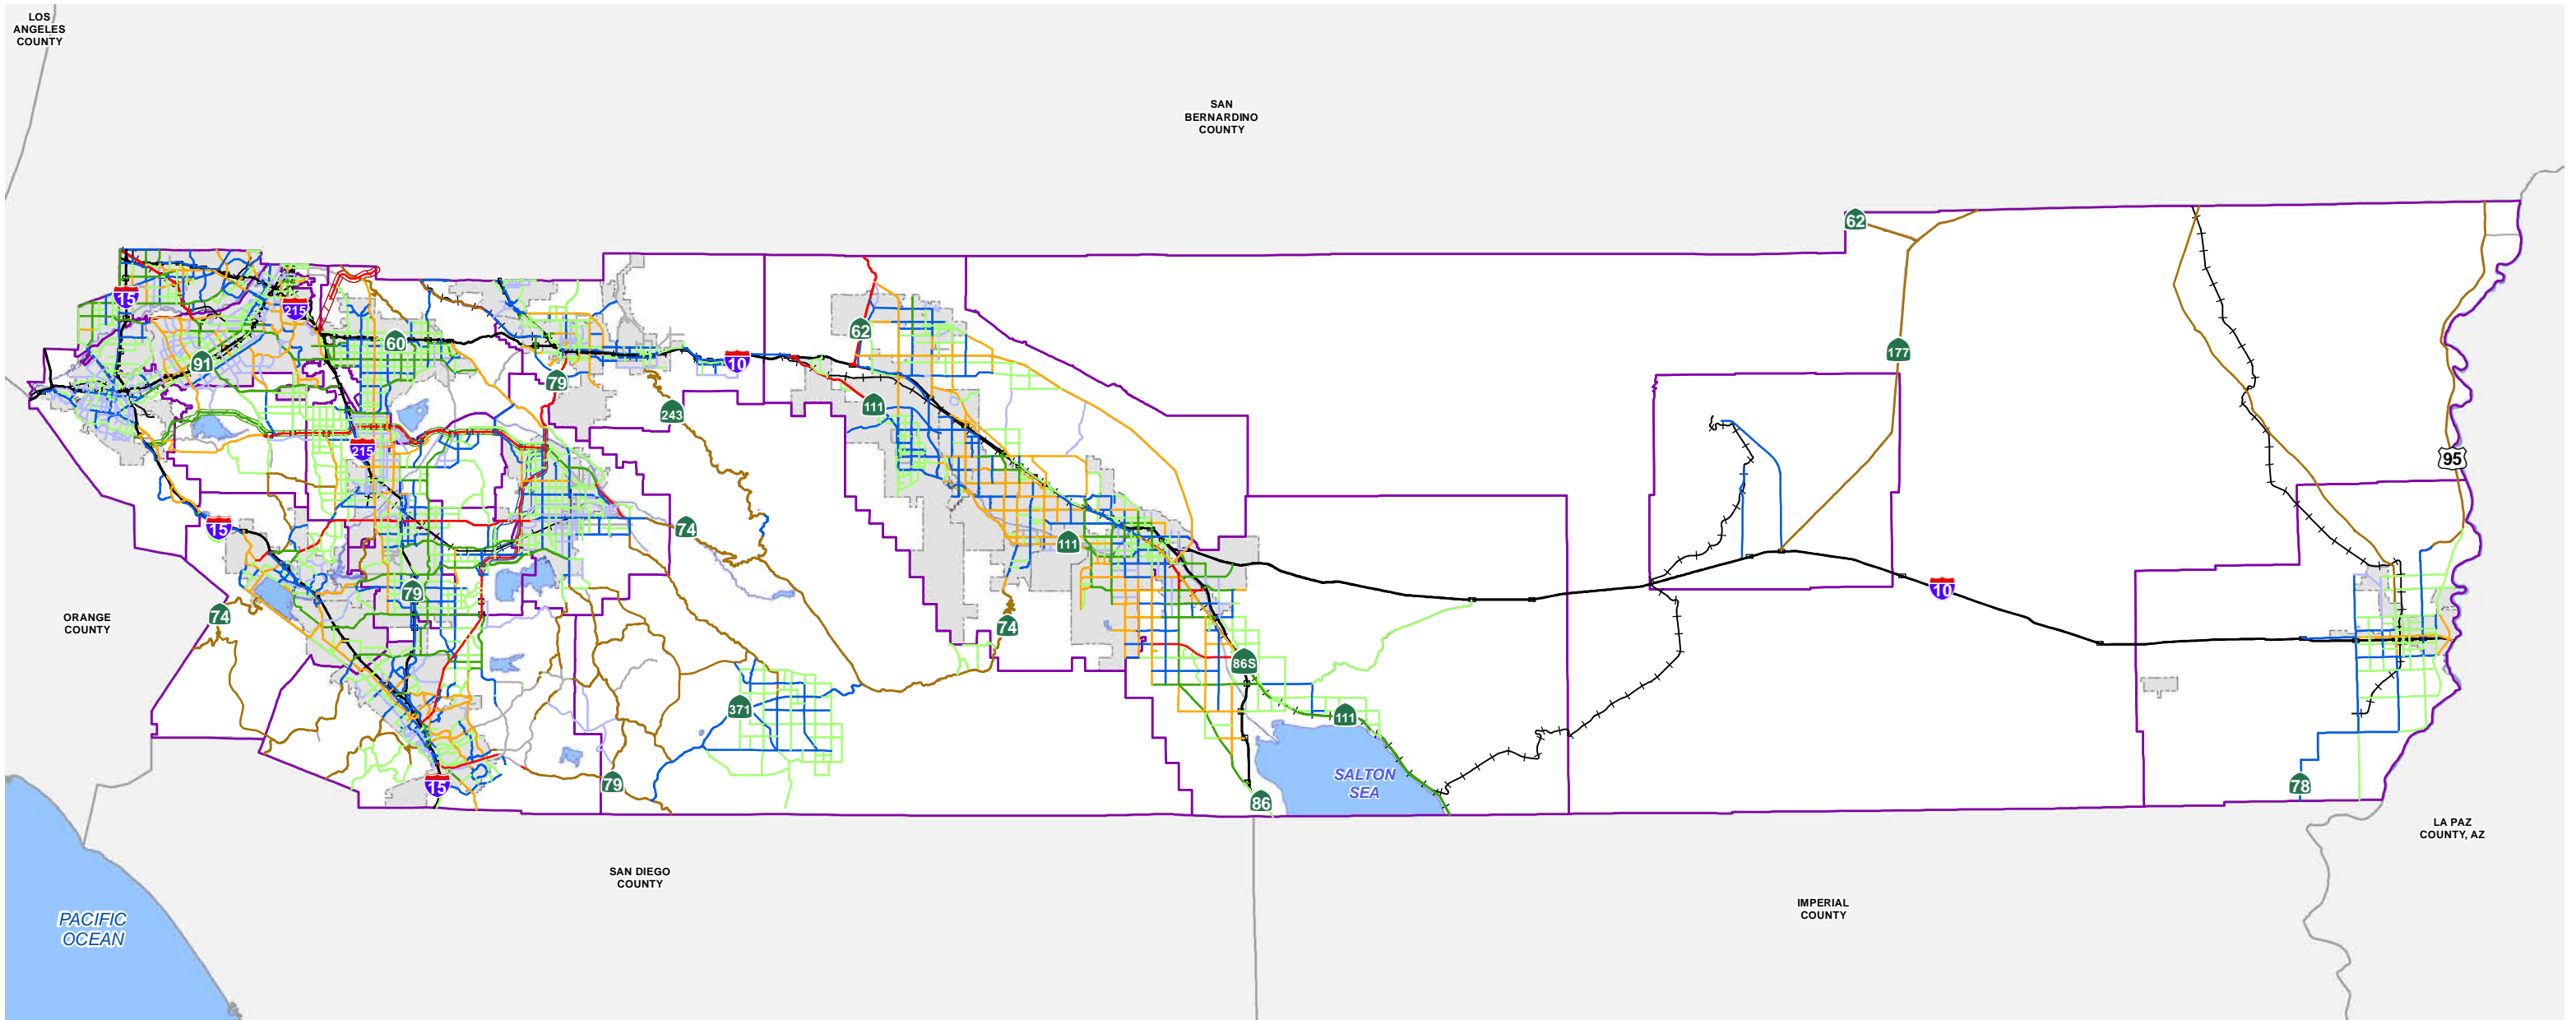 LOS
ANGELES
COUNTY
SAN
BERNARDINO
COUNTY
62
15
215
62
60
91
10
177
79
111
243
215
95
15
74
111
79
10
74
ORANGE
COUNTY
74
86S
371
111
SALTON
SEA
79
15
78
86
LA PAZ
COUNTY, AZ
SAN DIEGO
COUNTY
IMPERIAL
COUNTY
PACIFIC
OCEAN